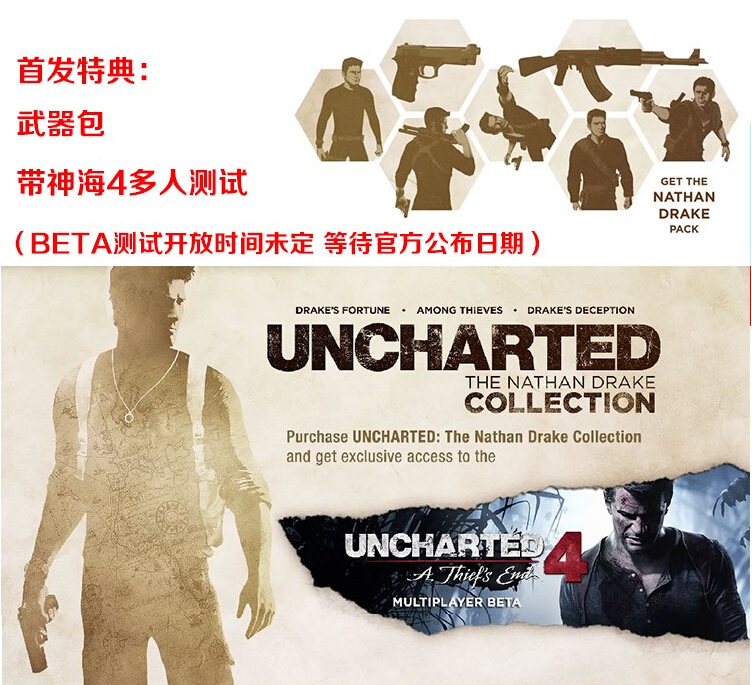 首发特典：
武器包
带神海4多人测试
（BETA测试开放时间未定 等待官方公布日期）
GET THE
NATHAN
DRAKE
PACK
DRAKE'S FORTUNE • AMONG THIEVES • DRAKE'S DECEPTION
UNCHARTED
THE NATHAN DRAKE
COLLECTION
Purchase UNCHARTED: The Nathan Drake Collection
and get exclusive access to the
UNCHARTED 4
A Thief's End
MULTIPLAYER BETA